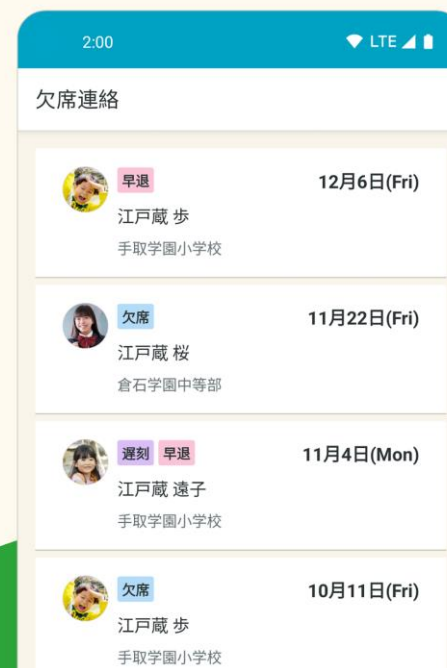 2:00 LTE
欠席連絡
早退 12月6日(Fri)
江戸蔵 歩
手取学園小学校
欠席 11月22日(Fri)
江戸蔵 桜
倉石学園中等部
遅刻 早退 11月4日(Mon)
江戸蔵 遠子
手取学園小学校
欠席 10月11日(Fri)
江戸蔵 歩
手取学園小学校